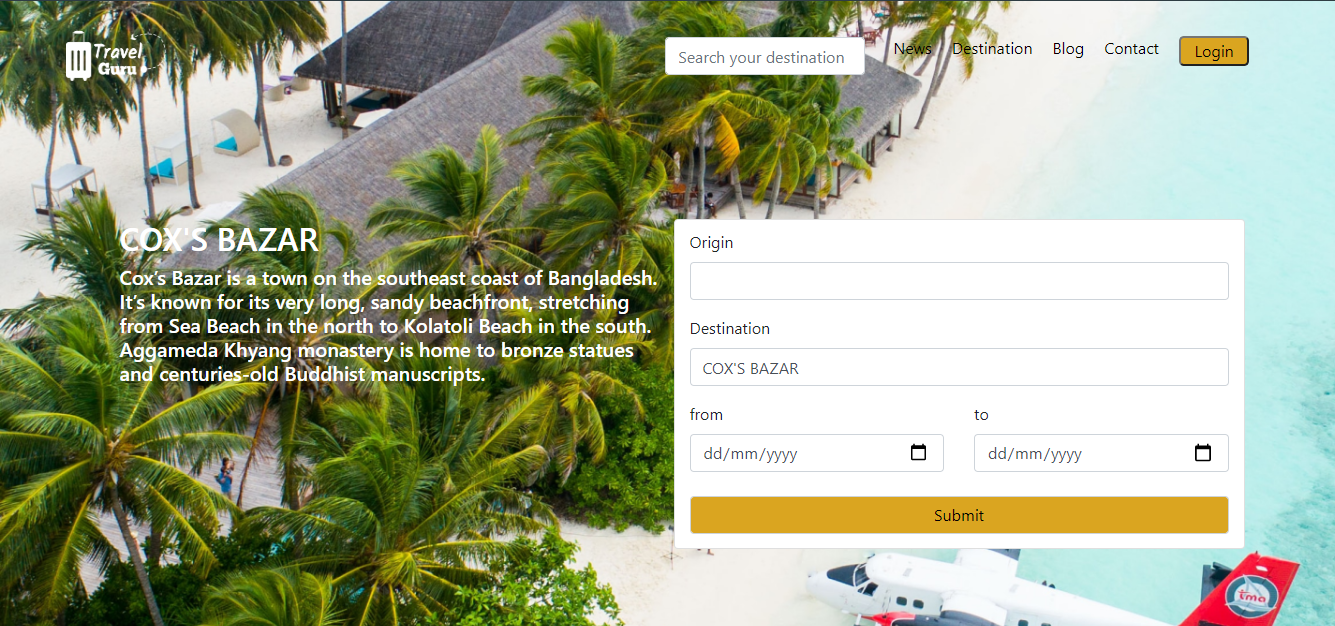 Travel
Guru
Search your destination
News
Destination
Blog
Contact
Login
COX'S BAZAR
Cox’s Bazar is a town on the southeast coast of Bangladesh.
It’s known for its very long, sandy beachfront, stretching
from Sea Beach in the north to Kolatoli Beach in the south.
Aggameda Khyang monastery is home to bronze statues
and centuries-old Buddhist manuscripts.
Origin
Destination
COX'S BAZAR
from
to
dd/mm/yyyy
dd/mm/yyyy
Submit
tma